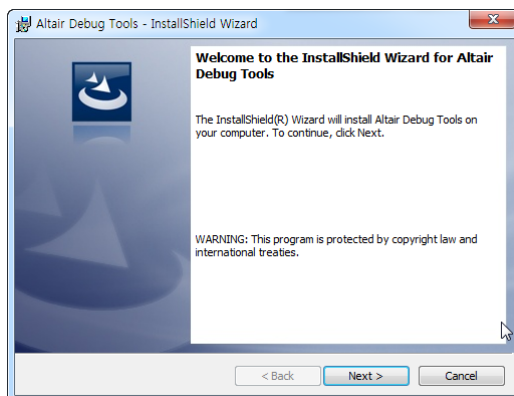 Altair Debug Tools - InstallShield Wizard
Welcome to the InstallShield Wizard for Altair
Debug Tools
The InstallShield(R) Wizard will install Altair Debug Tools on
your computer. To continue, click Next.
WARNING: This program is protected by copyright law and
international treaties.
< Back
Next >
Cancel